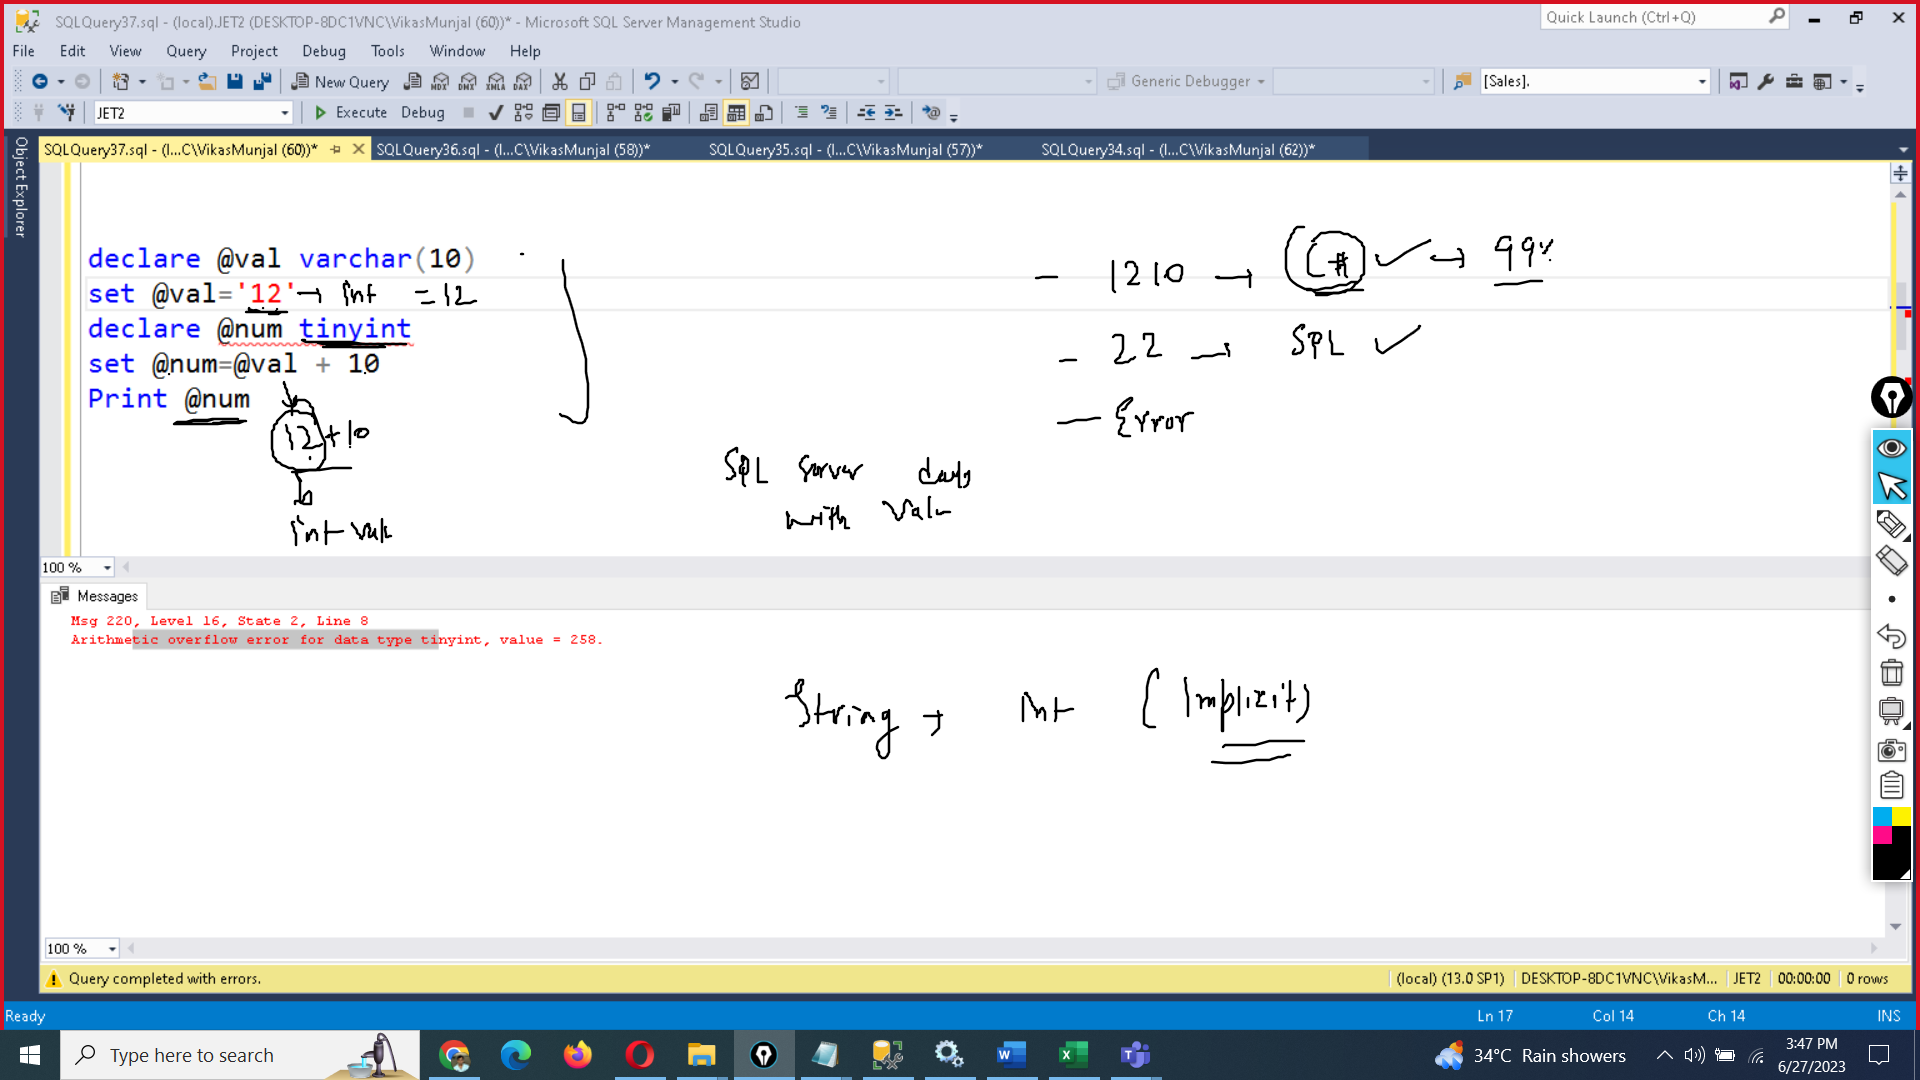 SQLQuery37.sql - (local).JET2 (DESKTOP-8DC1VNC\VikasMunjal (60))* - Microsoft SQL Server Management Studio
Quick Launch (Ctrl+Q)
File Edit View Query Project Debug Tools Window Help
New Query MDX DMX XMLA DAX Generic Debugger [Sales].
JET2 Execute Debug
Object Explorer
SQLQuery37.sql - (l...C\VikasMunjal (60))* SQLQuery36.sql - (l...C\VikasMunjal (58))* SQLQuery35.sql - (l...C\VikasMunjal (57))* SQLQuery34.sql - (l...C\VikasMunjal (62))*
declare @val varchar(10)
set @val='12' → int = 12
declare @num tinyint
set @num=@val + 10
Print @num
12 + 10
int
- 1210 → C# ✓ → 99%
- 22 → SQL ✓
- Error
SQL Server
with
100 %
Messages
Msg 220, Level 16, State 2, Line 8
Arithmetic overflow error for data type tinyint, value = 258.
String → Int (Implizit)
100 %
Query completed with errors.
(local) (13.0 SP1) DESKTOP-8DC1VNC\VikasM... JET2 00:00:00 0 rows
Ready Ln 17 Col 14 Ch 14 INS
Type here to search
34°C Rain showers
3:47 PM
6/27/2023